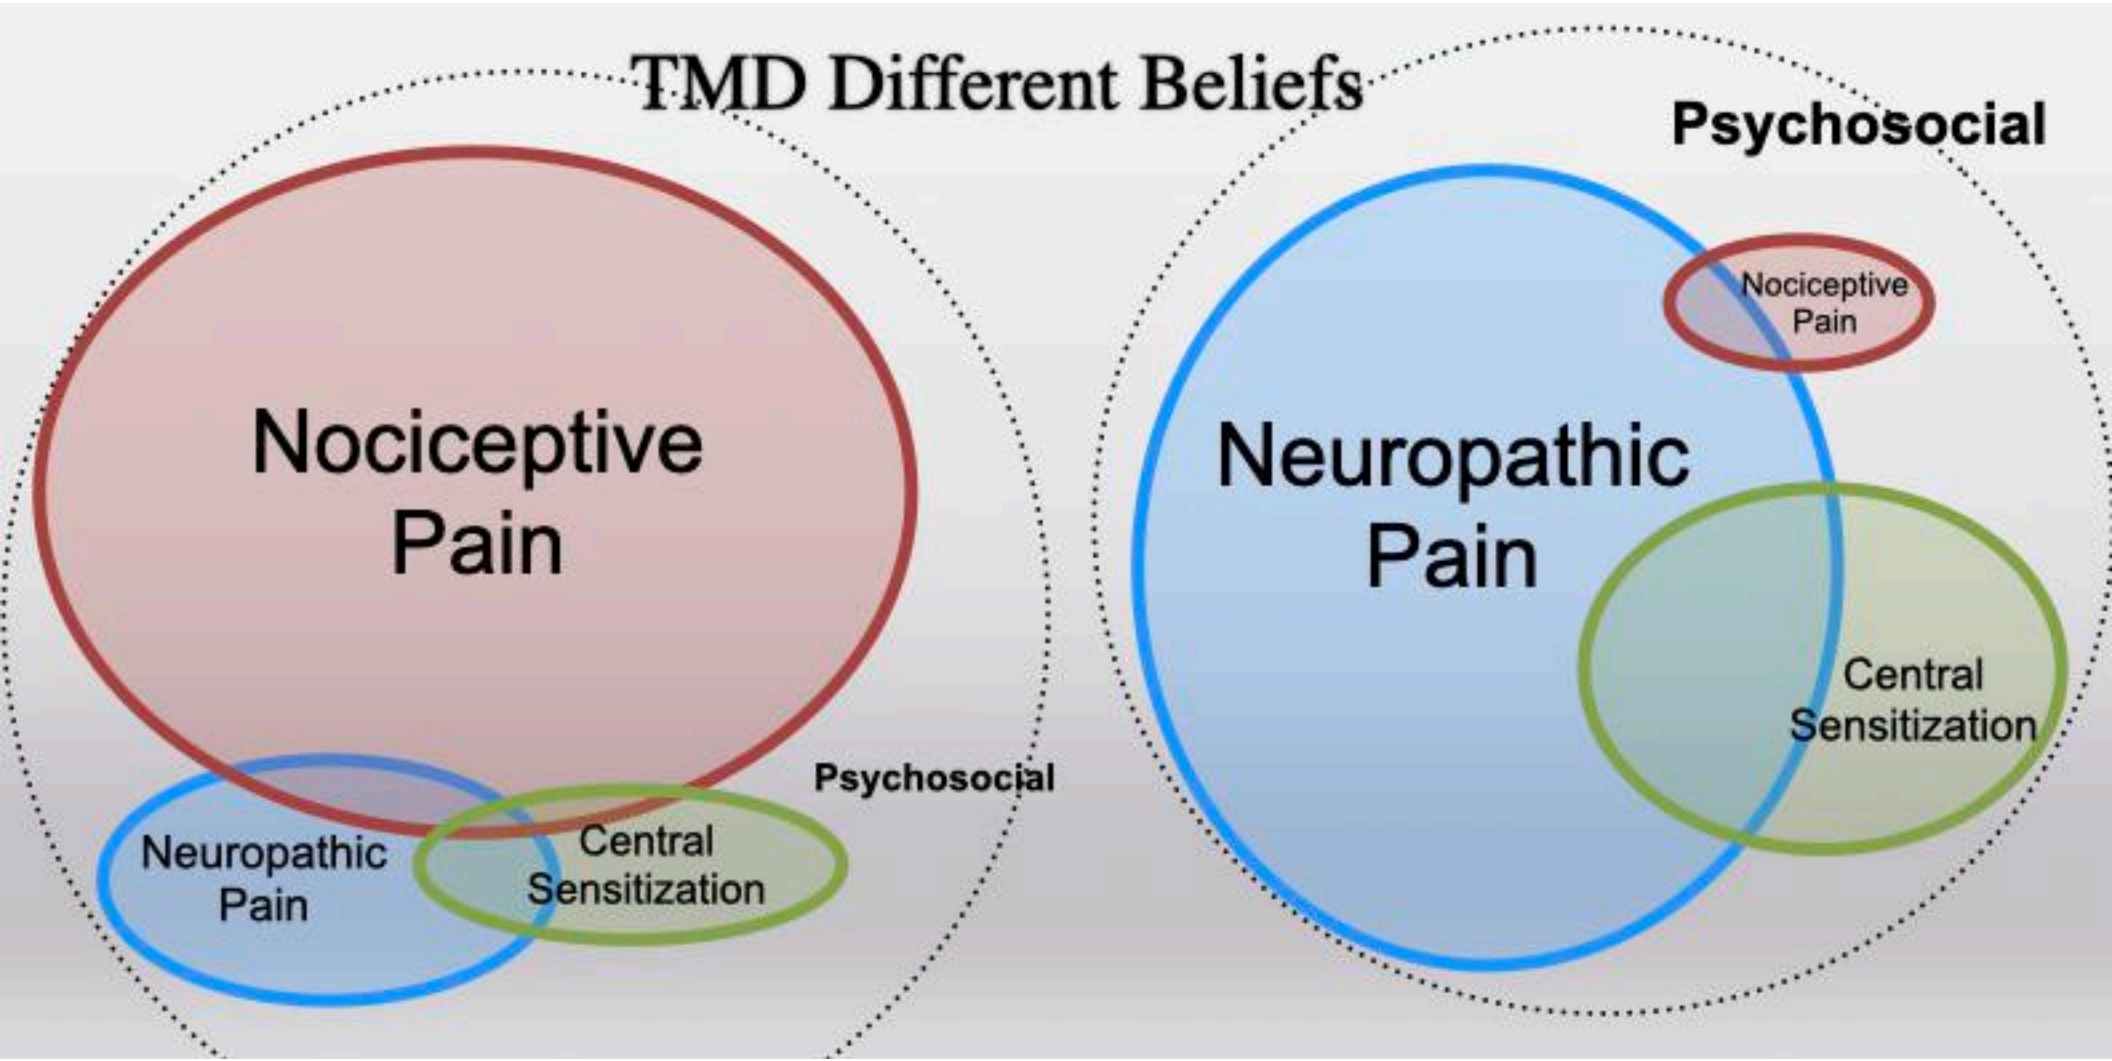 TMD Different Beliefs
Nociceptive
Pain
Neuropathic
Pain
Central
Sensitization
Psychosocial
Psychosocial
Neuropathic
Pain
Nociceptive
Pain
Central
Sensitization